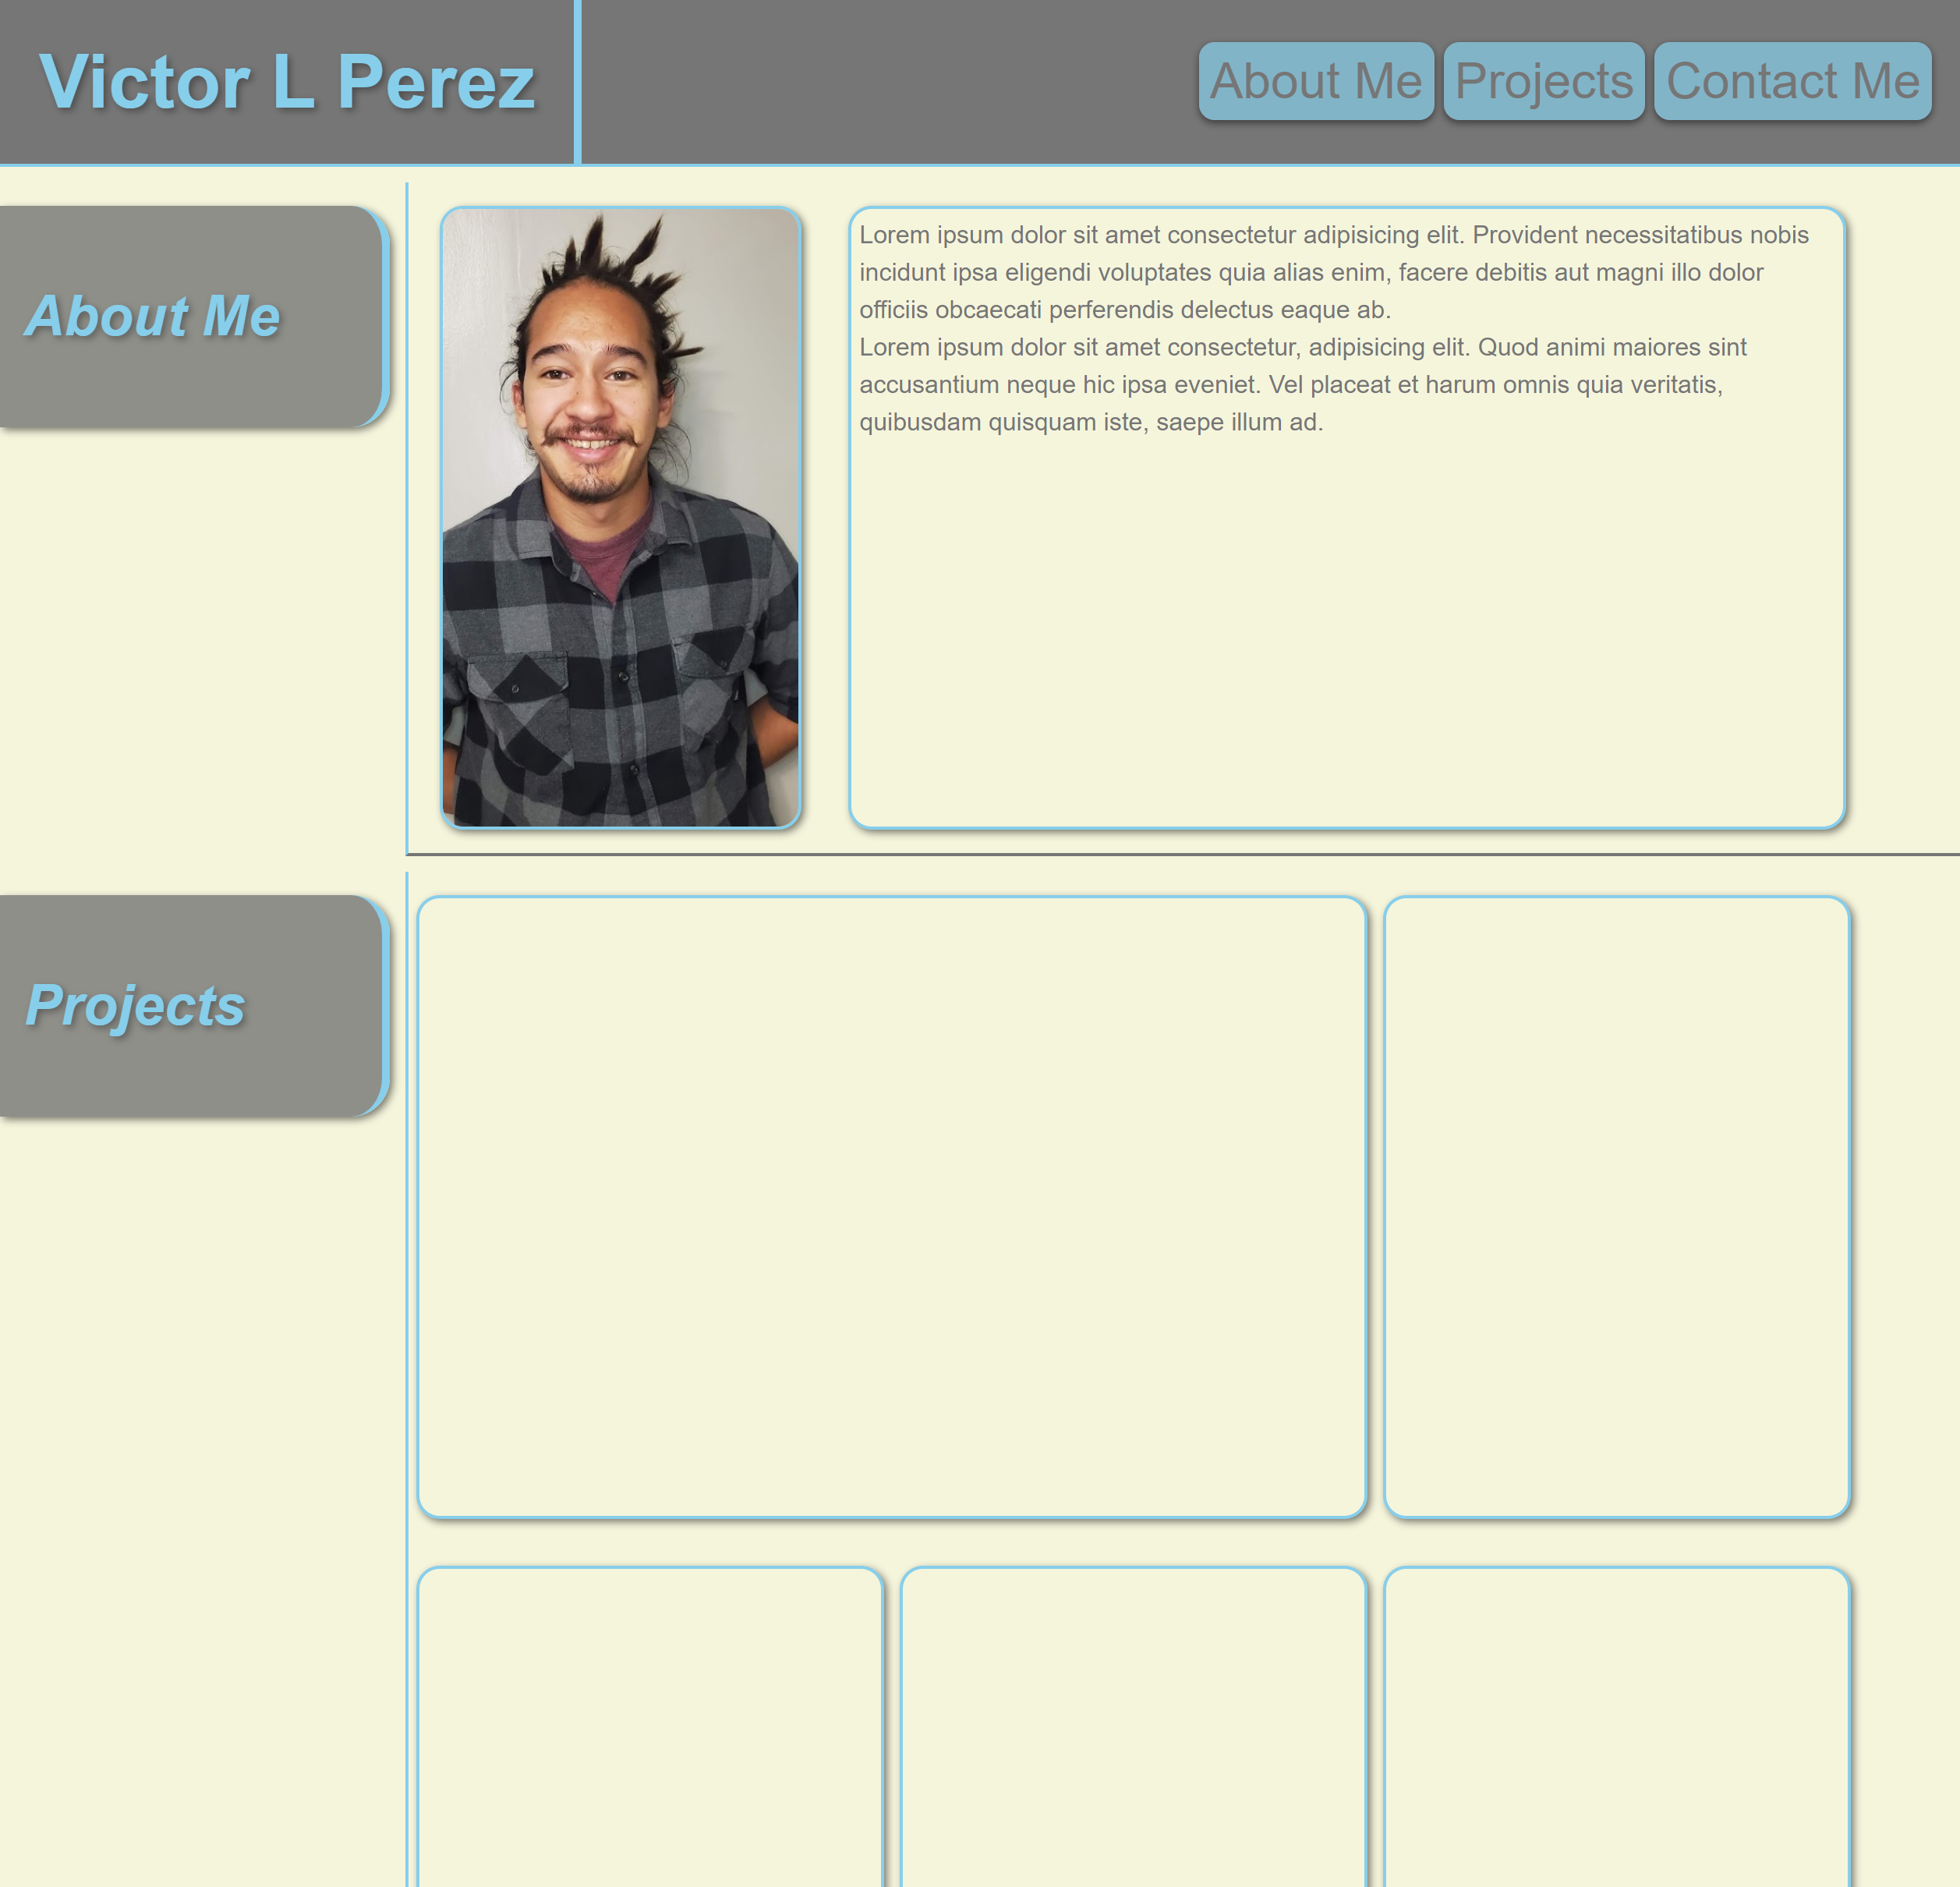 Victor L Perez
About Me Projects Contact Me
About Me
Lorem ipsum dolor sit amet consectetur adipisicing elit. Provident necessitatibus nobis
incidunt ipsa eligendi voluptates quia alias enim, facere debitis aut magni illo dolor
officiis obcaecati perferendis delectus eaque ab.
Lorem ipsum dolor sit amet consectetur, adipisicing elit. Quod animi maiores sint
accusantium neque hic ipsa eveniet. Vel placeat et harum omnis quia veritatis,
quibusdam quisquam iste, saepe illum ad.
Projects